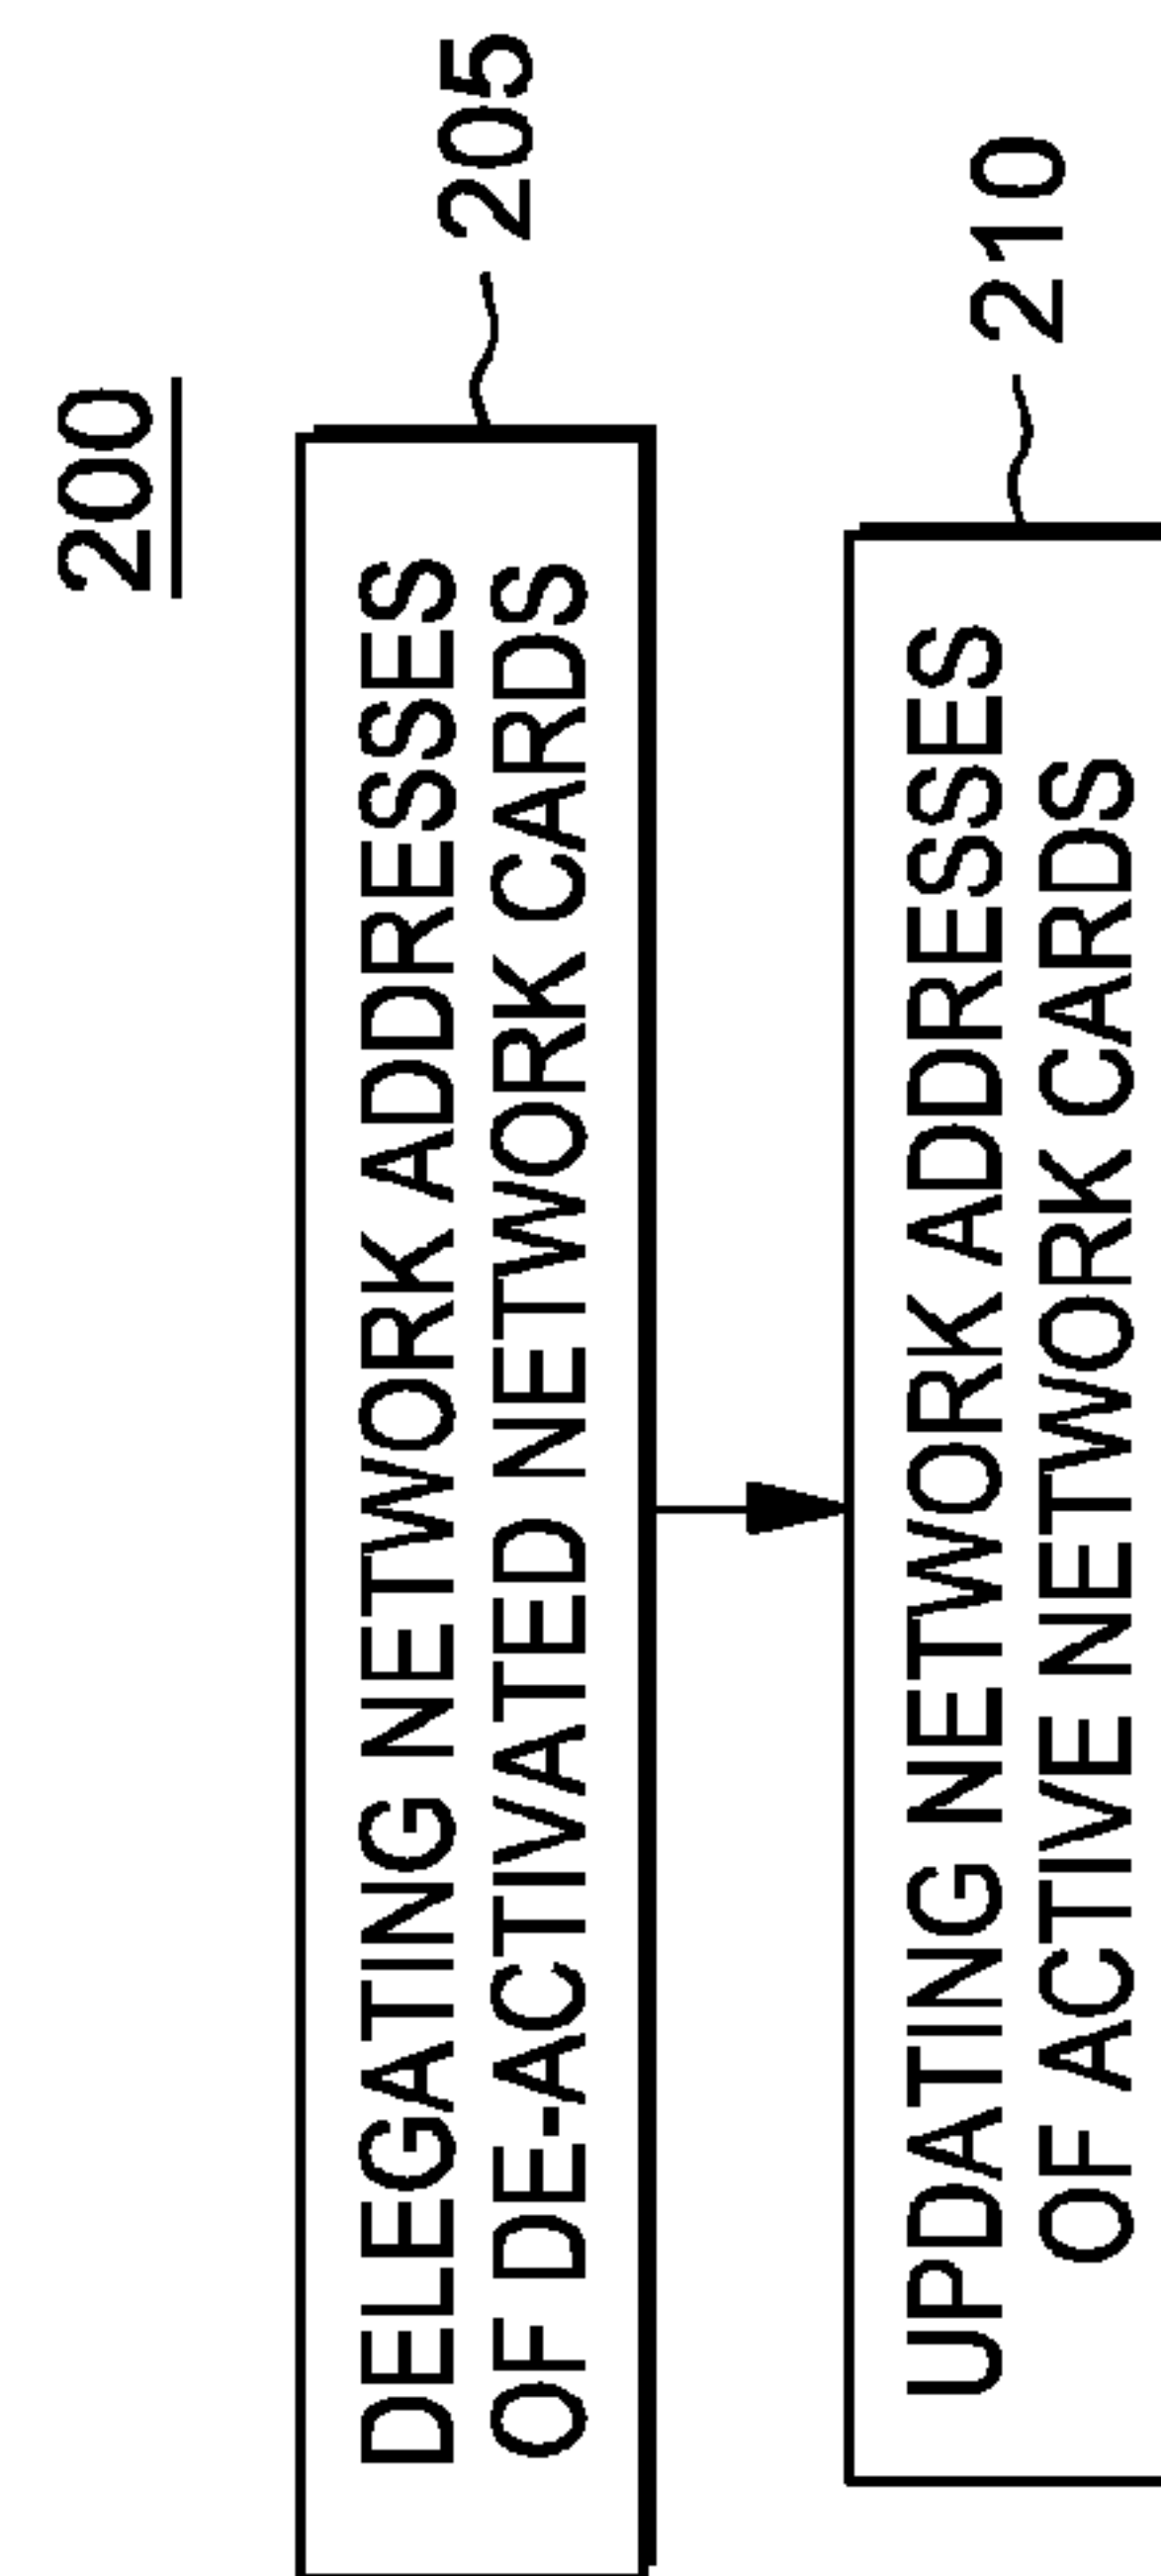 200
DELEGATING NETWORK ADDRESSES
OF DE-ACTIVATED NETWORK CARDS
205
UPDATING NETWORK ADDRESSES
OF ACTIVE NETWORK CARDS
210